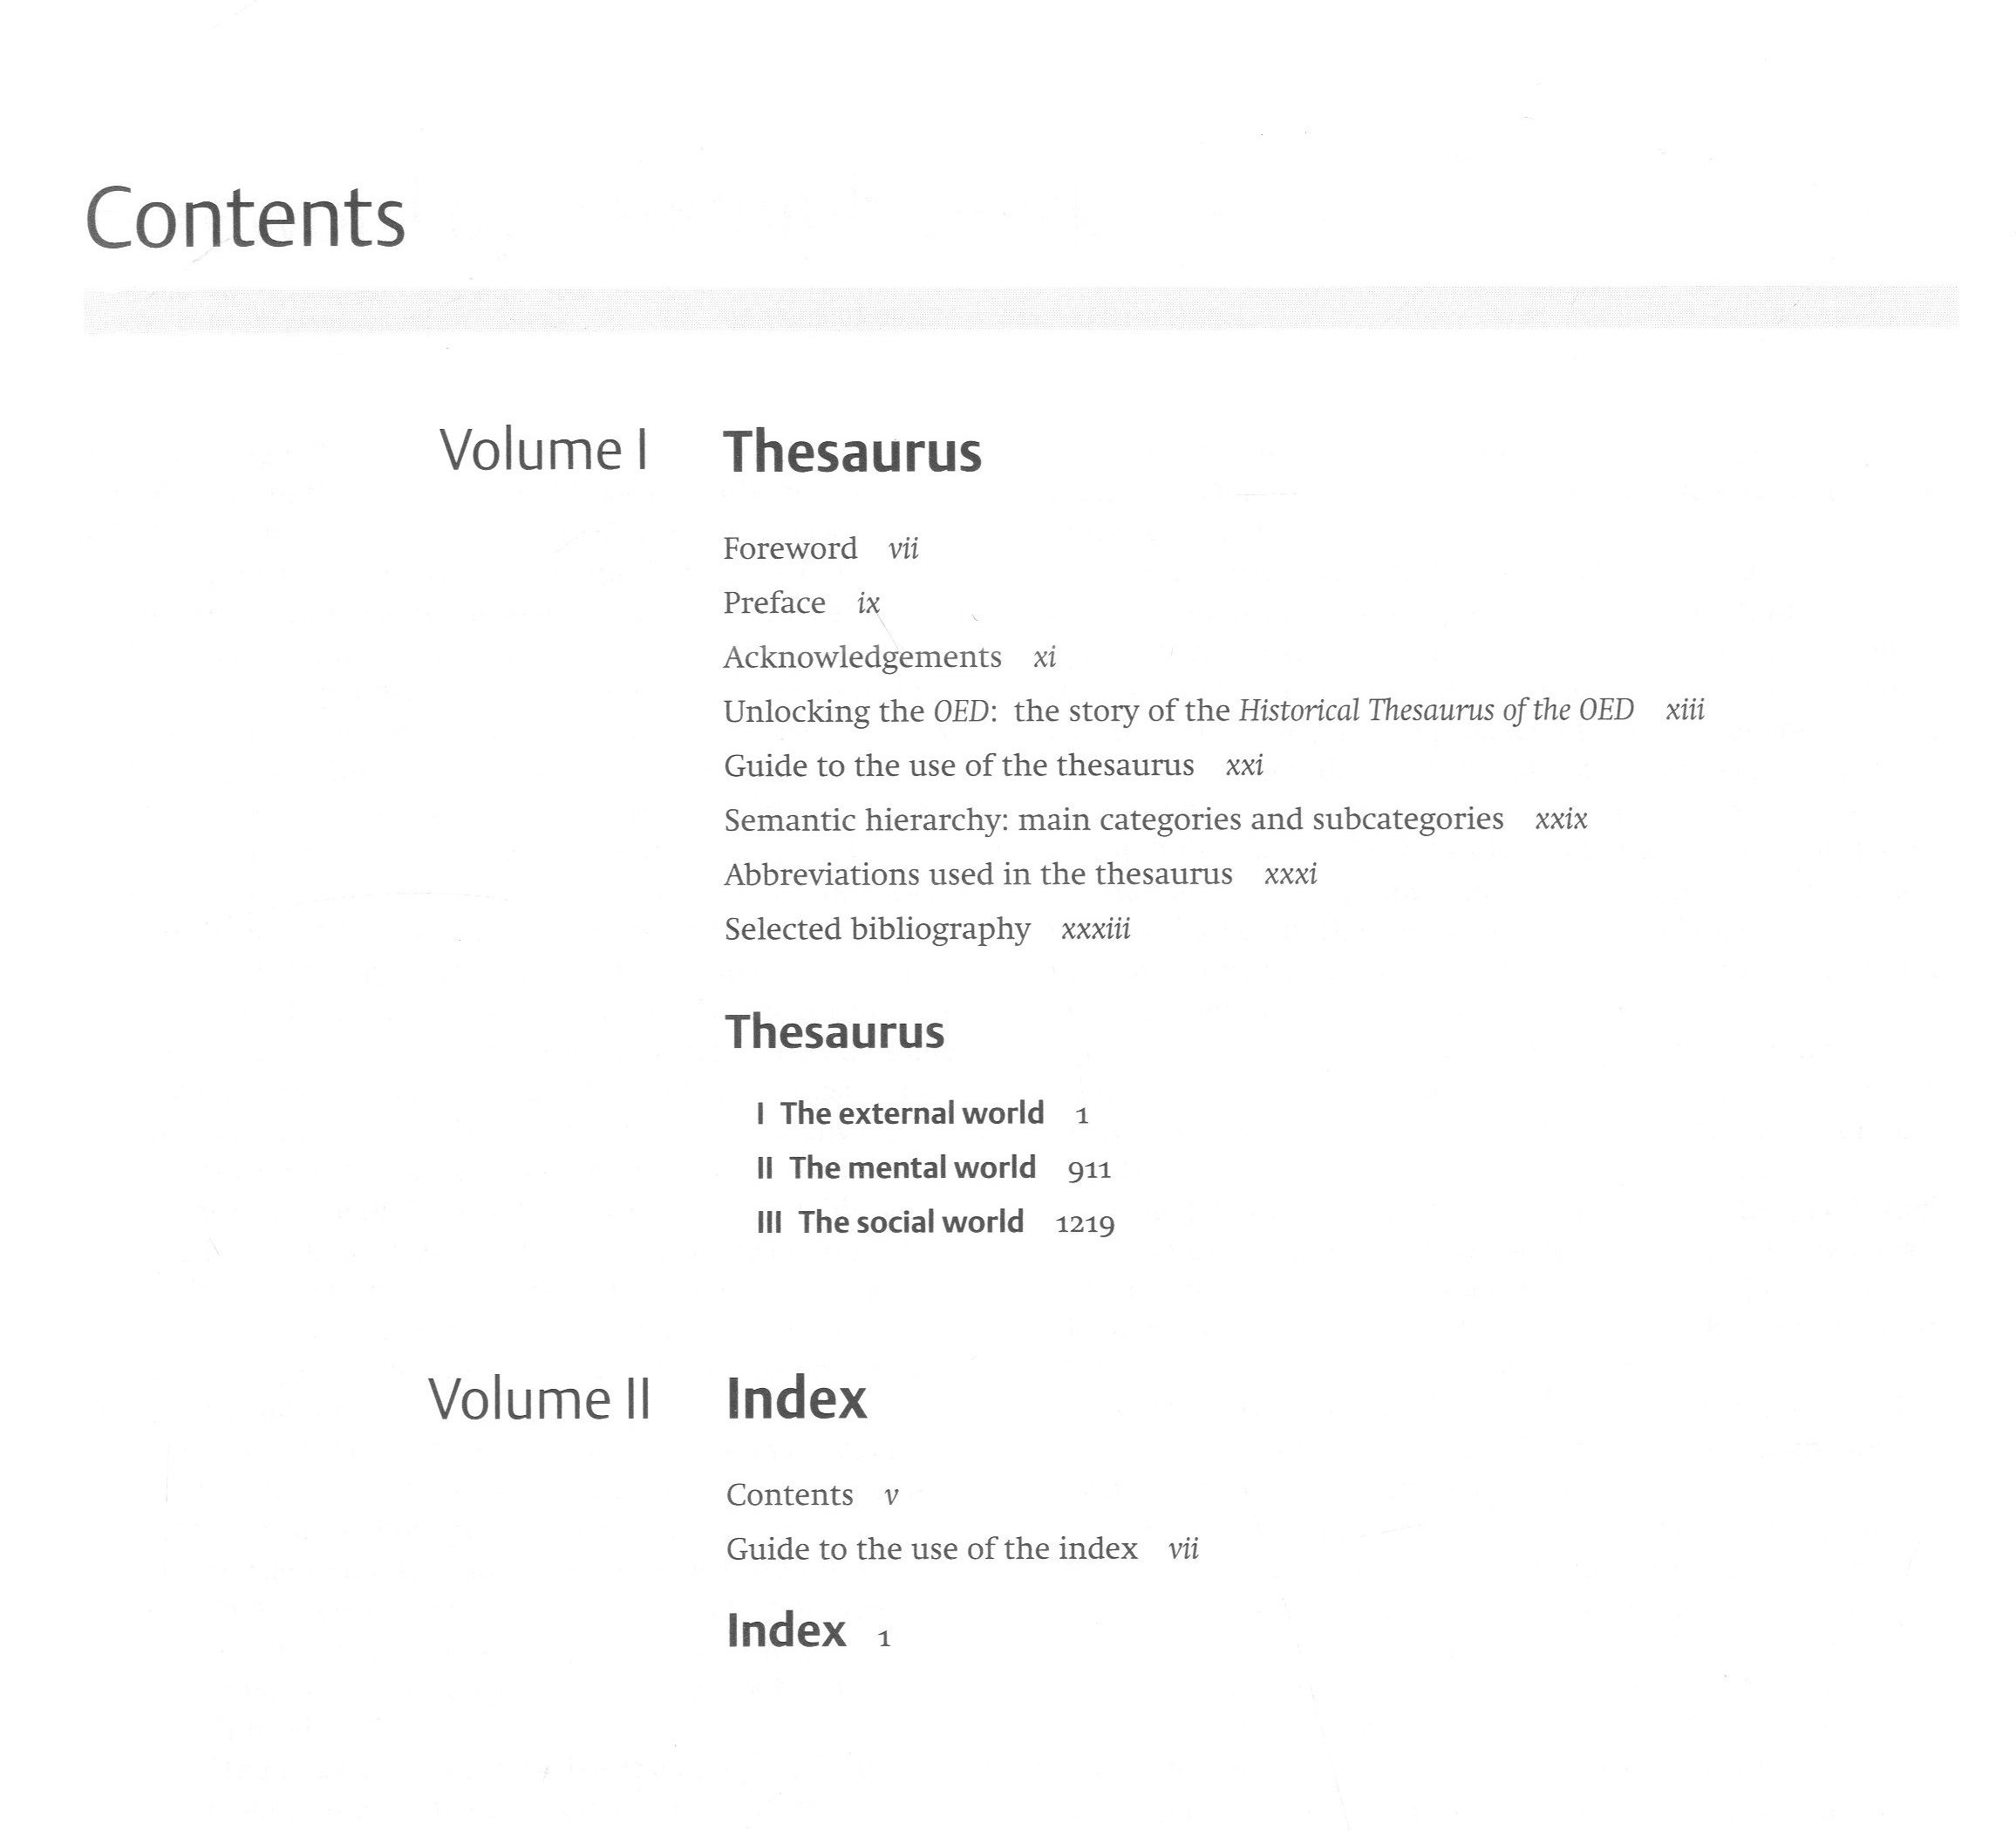 Contents
Volume I Thesaurus
Foreword vii
Preface ix
Acknowledgements xi
Unlocking the OED: the story of the Historical Thesaurus of the OED xiii
Guide to the use of the thesaurus xxi
Semantic hierarchy: main categories and subcategories xxix
Abbreviations used in the thesaurus xxxi
Selected bibliography xxxiii
Thesaurus
I The external world 1
II The mental world 911
III The social world 1219
Volume II Index
Contents v
Guide to the use of the index vii
Index 1